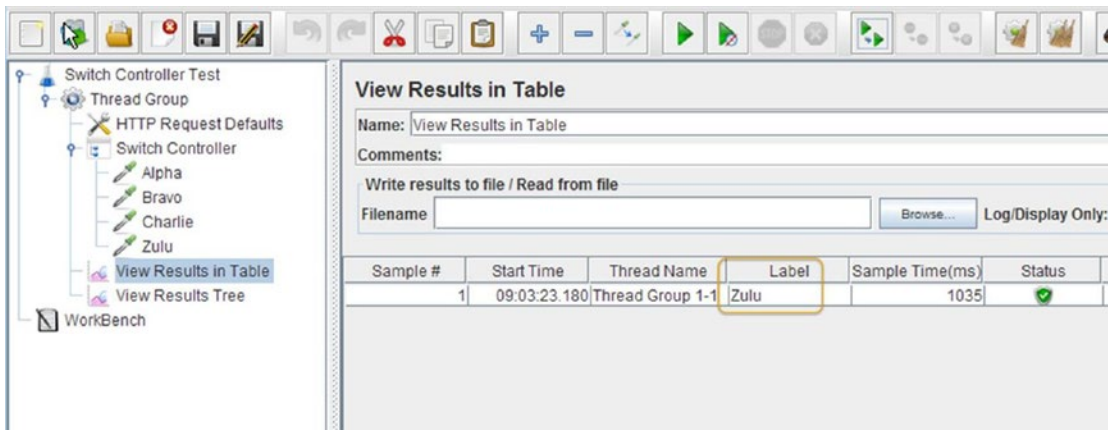 STOP
Switch Controller Test
Thread Group
HTTP Request Defaults
Switch Controller
Alpha
Bravo
Charlie
Zulu
View Results in Table
View Results Tree
WorkBench
View Results in Table
Name: View Results in Table
Comments:
Write results to file / Read from file
Filename Browse... Log/Display Only:
Sample # Start Time Thread Name Label Sample Time(ms) Status
1 09:03:23.180 Thread Group 1-1 Zulu 1035